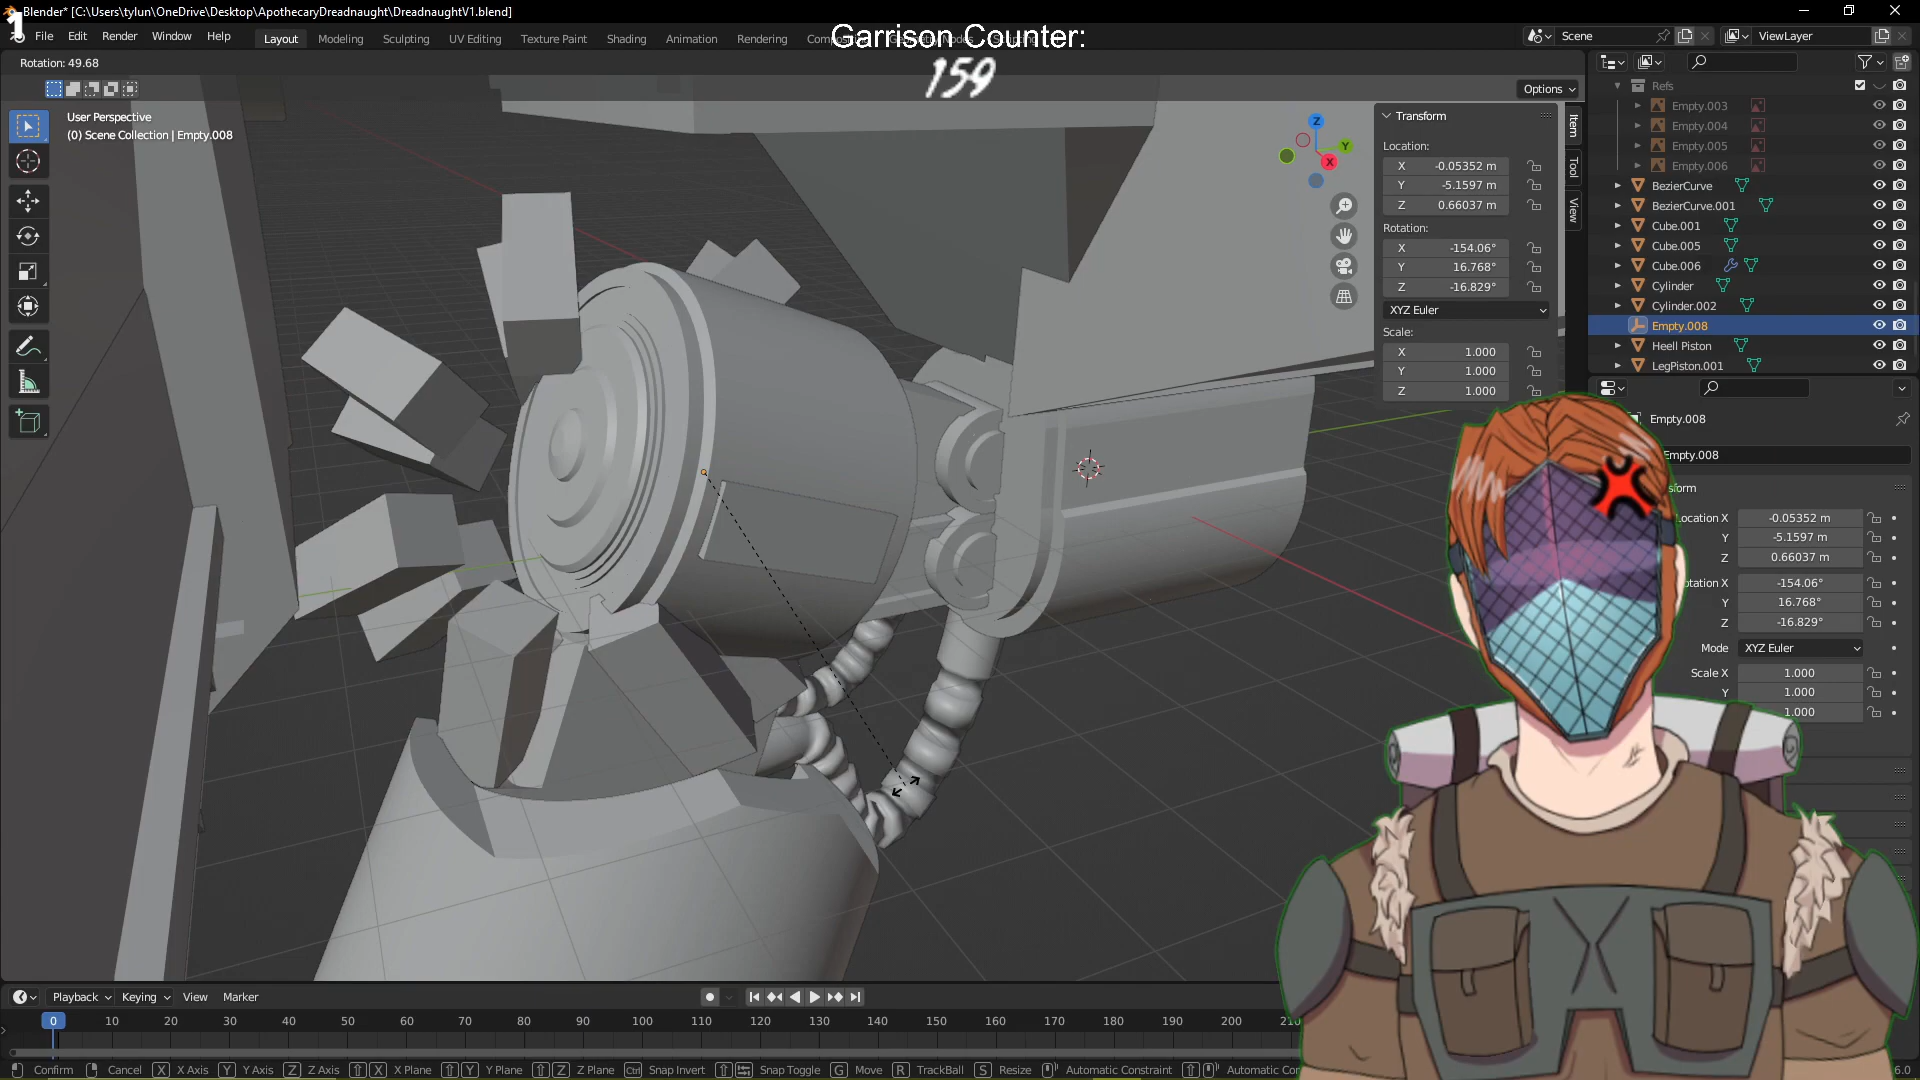 Blender* [C:\Users\tylun\OneDrive\Desktop\ApothecaryDreadnaught\DreadnaughtV1.blend]
1
File Edit Render Window Help
Layout Modeling Sculpting UV Editing Texture Paint Shading Animation Rendering
Garrison Counter:
159
Scene
ViewLayer
Rotation: 49.68
Options
User Perspective
(0) Scene Collection | Empty.008
Z
Y
X
Transform
Location:
X -0.05352 m
Y -5.1597 m
Z 0.66037 m
Rotation:
X -154.06°
Y 16.768°
Z -16.829°
XYZ Euler
Scale:
X 1.000
Y 1.000
Z 1.000
Item
Tool
View
Refs
Empty.003
Empty.004
Empty.005
Empty.006
BezierCurve
BezierCurve.001
Cube.001
Cube.005
Cube.006
Cylinder
Cylinder.002
Empty.008
Heell Piston
LegPiston.001
Empty.008
Empty.008
Location X -0.05352 m
Y -5.1597 m
Z 0.66037 m
-154.06°
Y 16.768°
Z -16.829°
Mode XYZ Euler
Scale X 1.000
Y 1.000
1.000
Playback Keying View Marker
0 10 20 30 40 50 60 70 80 90 100 110 120 130 140 150 160 170 180 190 200
Confirm Cancel X X Axis Y Y Axis Z Z Axis X X Plane Y Y Plane Z Z Plane Ctrl Snap Invert Snap Toggle G Move R TrackBall S Resize Automatic Constraint